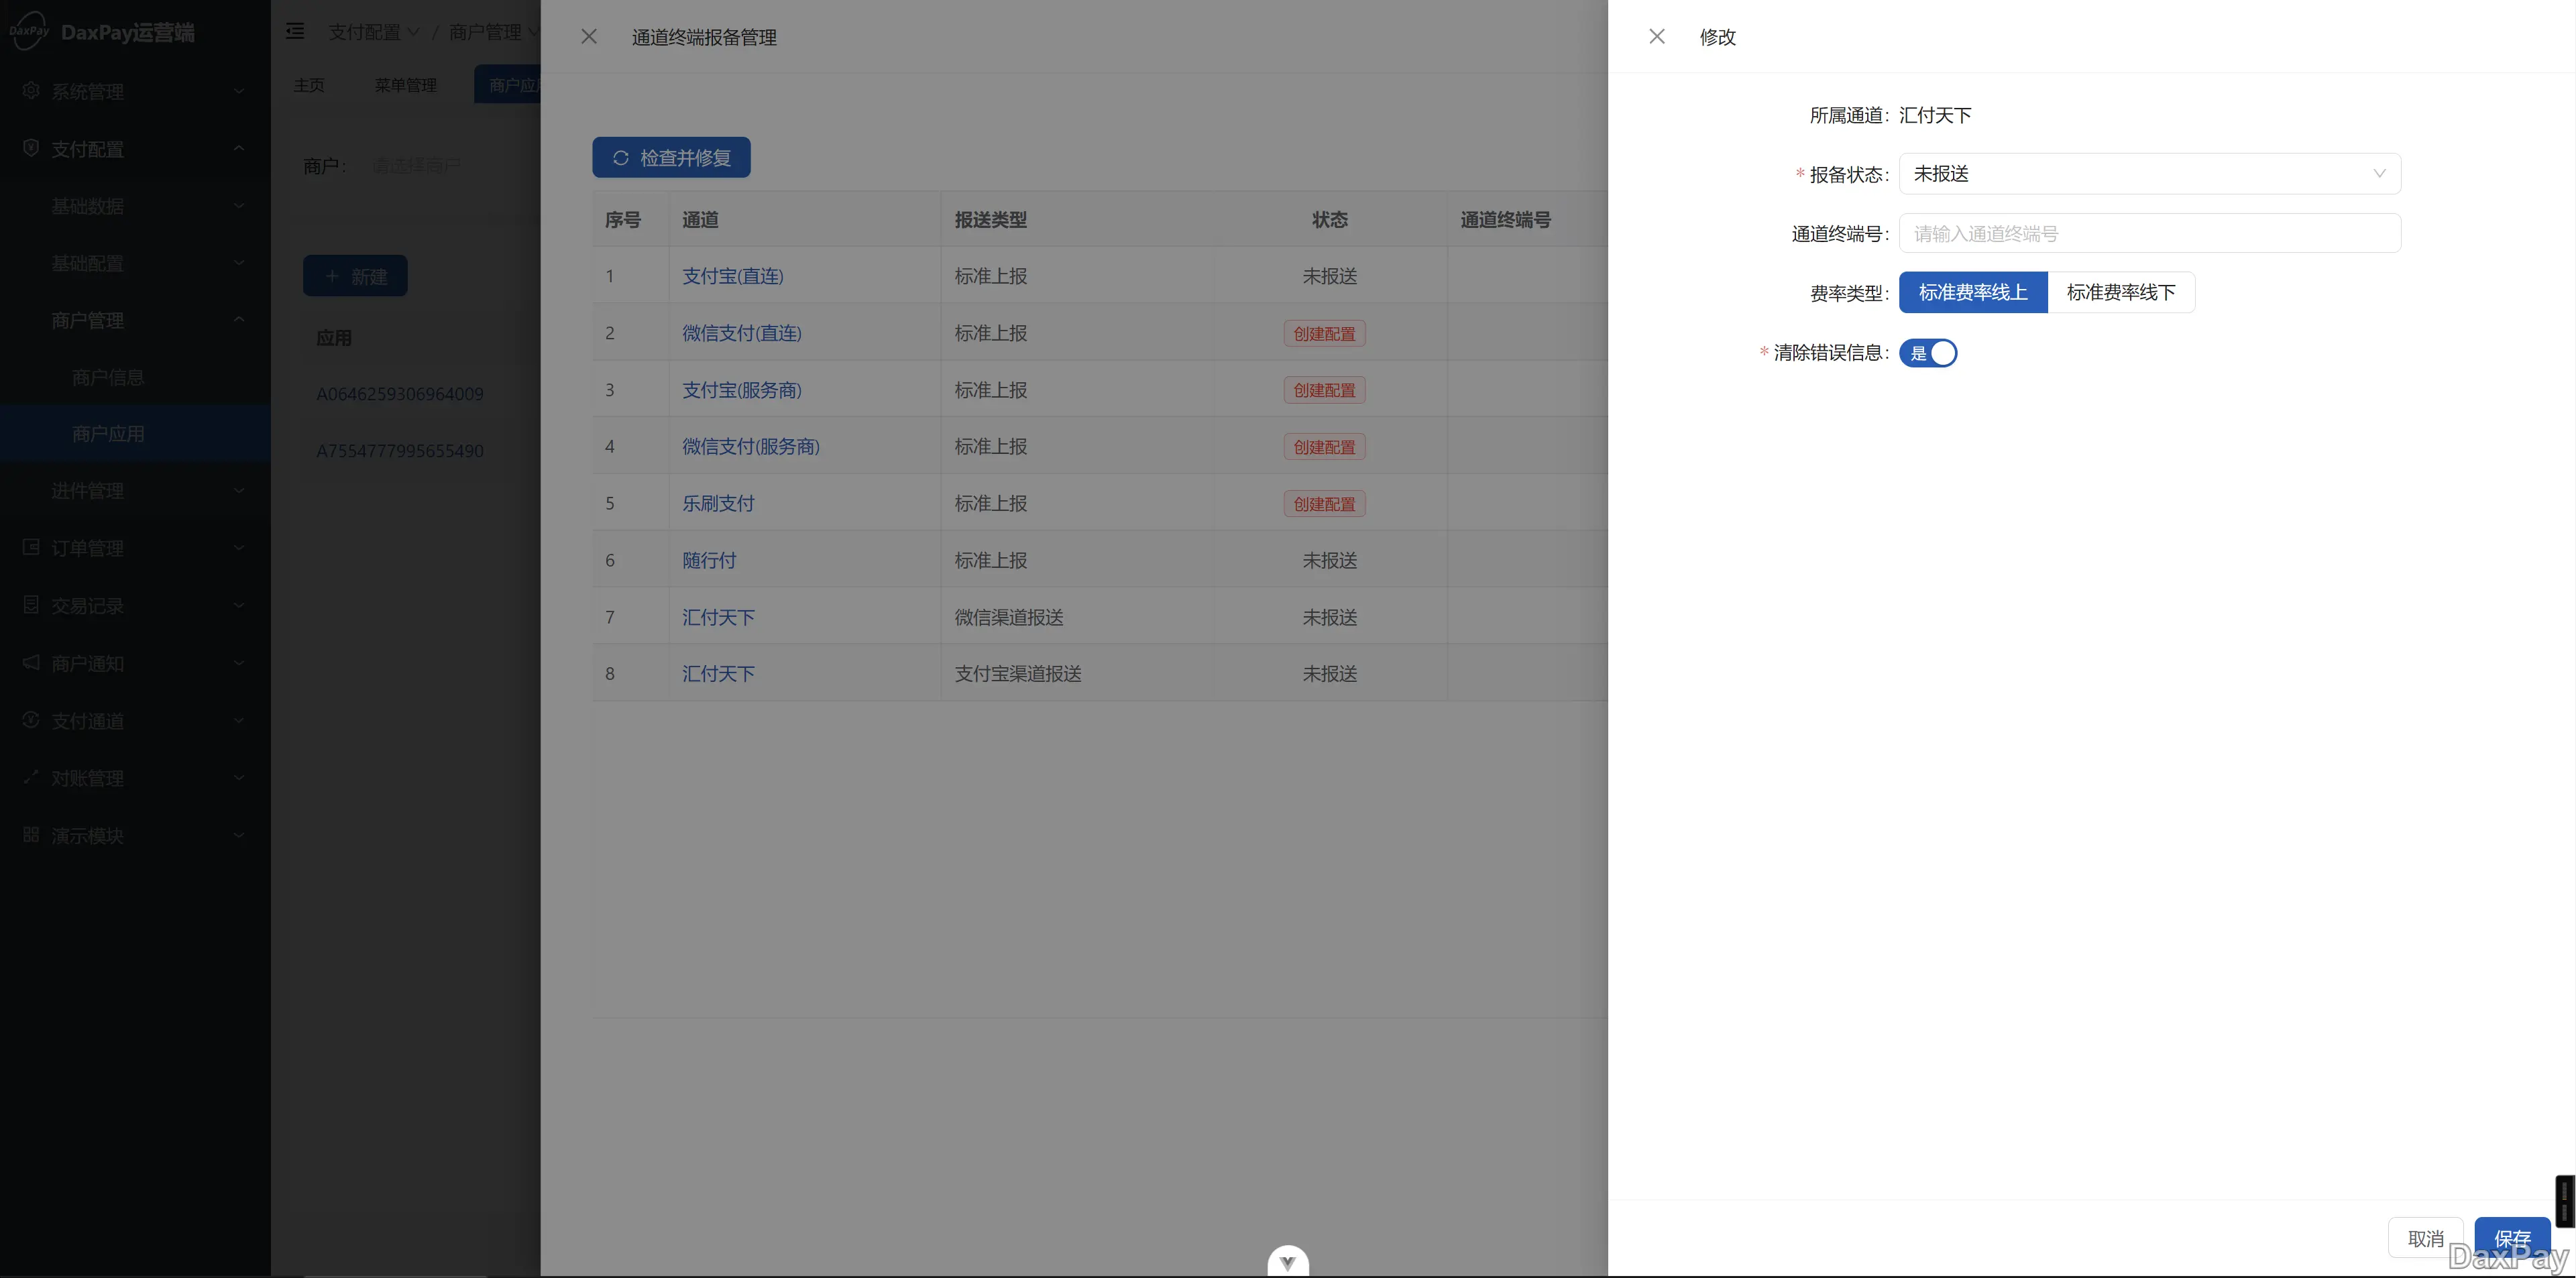 DaxPay
DaxPay运营端
系统管理
支付配置
基础数据
基础配置
商户管理
商户信息
商户应用
进件管理
订单管理
交易记录
商户通知
支付通道
对账管理
演示模块
支付配置 / 商户管理
主页 菜单管理 商户应用
商户: 请选择商户
+ 新建
应用
A0646259306964009
A7554777995655490
通道终端报备管理
检查并修复
序号 通道 报送类型 状态 通道终端号
1 支付宝(直连) 标准上报 未报送
2 微信支付(直连) 标准上报 创建配置
3 支付宝(服务商) 标准上报 创建配置
4 微信支付(服务商) 标准上报 创建配置
5 乐刷支付 标准上报 创建配置
6 随行付 标准上报 未报送
7 汇付天下 微信渠道报送 未报送
8 汇付天下 支付宝渠道报送 未报送
修改
所属通道: 汇付天下
* 报备状态: 未报送
通道终端号: 请输入通道终端号
费率类型: 标准费率线上 标准费率线下
* 清除错误信息: 是
取消 保存
DaxPay